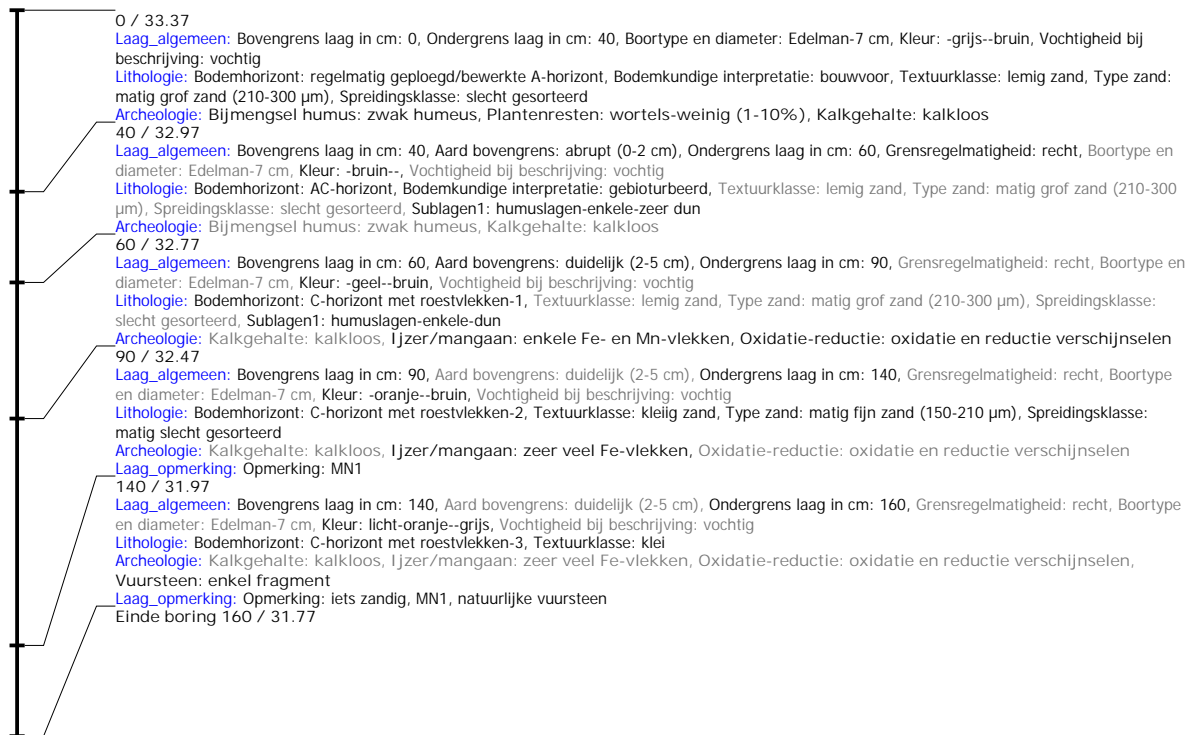 0 / 33.37
Laag_algemeen: Bovengrens laag in cm: 0, Ondergrens laag in cm: 40, Boortype en diameter: Edelman-7 cm, Kleur: -grijs--bruin, Vochtigheid bij
beschrijving: vochtig
Lithologie: Bodemhorizont: regelmatig geploegd/bewerkte A-horizont, Bodemkundige interpretatie: bouwvoor, Textuurklasse: lemig zand, Type zand:
matig grof zand (210-300 µm), Spreidingsklasse: slecht gesorteerd
Archeologie: Bijmengsel humus: zwak humeus, Plantenresten: wortels-weinig (1-10%), Kalkgehalte: kalkloos
40 / 32.97
Laag_algemeen: Bovengrens laag in cm: 40, Aard bovengrens: abrupt (0-2 cm), Ondergrens laag in cm: 60, Grensregelmatigheid: recht, Boortype en
diameter: Edelman-7 cm, Kleur: -bruin--, Vochtigheid bij beschrijving: vochtig
Lithologie: Bodemhorizont: AC-horizont, Bodemkundige interpretatie: gebioturbeerd, Textuurklasse: lemig zand, Type zand: matig grof zand (210-300
µm), Spreidingsklasse: slecht gesorteerd, Sublagen1: humuslagen-enkele-zeer dun
Archeologie: Bijmengsel humus: zwak humeus, Kalkgehalte: kalkloos
60 / 32.77
Laag_algemeen: Bovengrens laag in cm: 60, Aard bovengrens: duidelijk (2-5 cm), Ondergrens laag in cm: 90, Grensregelmatigheid: recht, Boortype en
diameter: Edelman-7 cm, Kleur: -geel--bruin, Vochtigheid bij beschrijving: vochtig
Lithologie: Bodemhorizont: C-horizont met roestvlekken-1, Textuurklasse: lemig zand, Type zand: matig grof zand (210-300 µm), Spreidingsklasse:
slecht gesorteerd, Sublagen1: humuslagen-enkele-dun
Archeologie: Kalkgehalte: kalkloos, Ijzer/mangaan: enkele Fe- en Mn-vlekken, Oxidatie-reductie: oxidatie en reductie verschijnselen
90 / 32.47
Laag_algemeen: Bovengrens laag in cm: 90, Aard bovengrens: duidelijk (2-5 cm), Ondergrens laag in cm: 140, Grensregelmatigheid: recht, Boortype
en diameter: Edelman-7 cm, Kleur: -oranje--bruin, Vochtigheid bij beschrijving: vochtig
Lithologie: Bodemhorizont: C-horizont met roestvlekken-2, Textuurklasse: kleiig zand, Type zand: matig fijn zand (150-210 µm), Spreidingsklasse:
matig slecht gesorteerd
Archeologie: Kalkgehalte: kalkloos, Ijzer/mangaan: zeer veel Fe-vlekken, Oxidatie-reductie: oxidatie en reductie verschijnselen
Laag_opmerking: Opmerking: MN1
140 / 31.97
Laag_algemeen: Bovengrens laag in cm: 140, Aard bovengrens: duidelijk (2-5 cm), Ondergrens laag in cm: 160, Grensregelmatigheid: recht, Boortype
en diameter: Edelman-7 cm, Kleur: licht-oranje--grijs, Vochtigheid bij beschrijving: vochtig
Lithologie: Bodemhorizont: C-horizont met roestvlekken-3, Textuurklasse: klei
Archeologie: Kalkgehalte: kalkloos, Ijzer/mangaan: zeer veel Fe-vlekken, Oxidatie-reductie: oxidatie en reductie verschijnselen,
Vuursteen: enkel fragment
Laag_opmerking: Opmerking: iets zandig, MN1, natuurlijke vuursteen
Einde boring 160 / 31.77